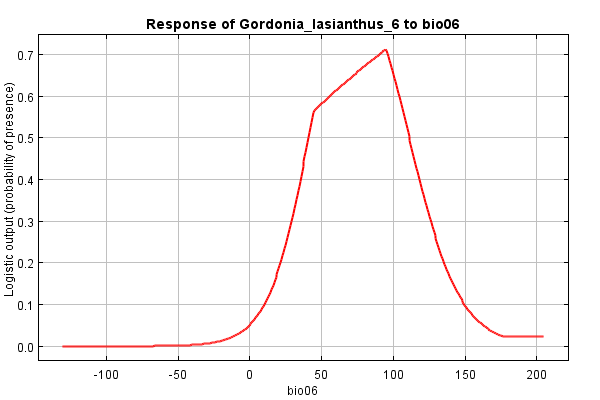 Response of Gordonia_lasianthus_6 to bio06
Logistic output (probability of presence)
0.7
0.6
0.5
0.4
0.3
0.2
0.1
0.0
-100 -50 0 50 100 150 200
bio06